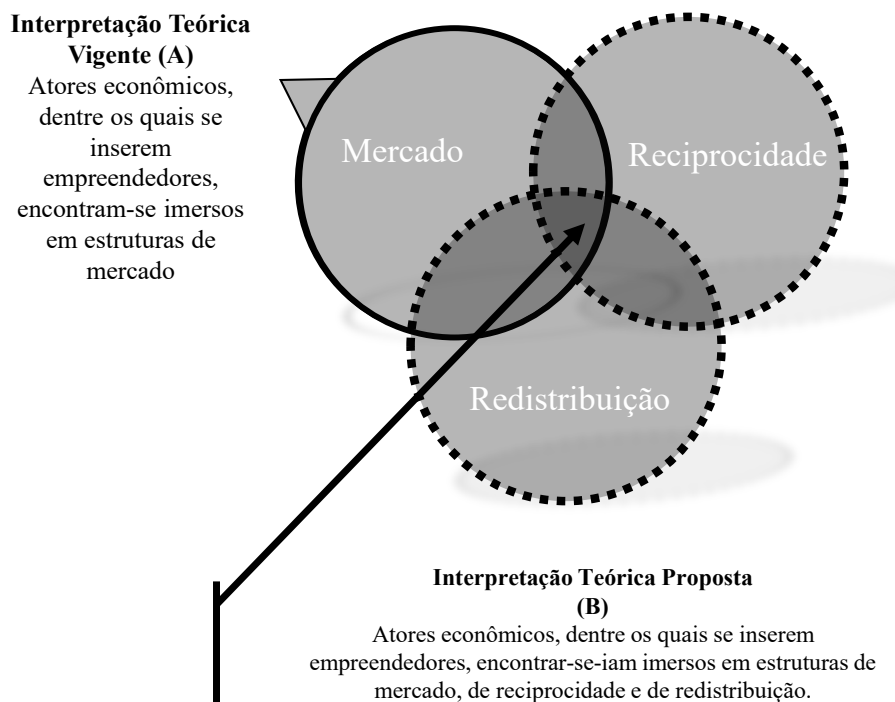 Interpretação Teórica
Vigente (A)
Atores econômicos,
dentre os quais se
inserem
empreendedores,
encontram-se imersos
em estruturas de
mercado
Mercado
Reciprocidade
Redistribuição
Interpretação Teórica Proposta
(B)
Atores econômicos, dentre os quais se inserem
empreendedores, encontrar-se-iam imersos em estruturas de
mercado, de reciprocidade e de redistribuição.